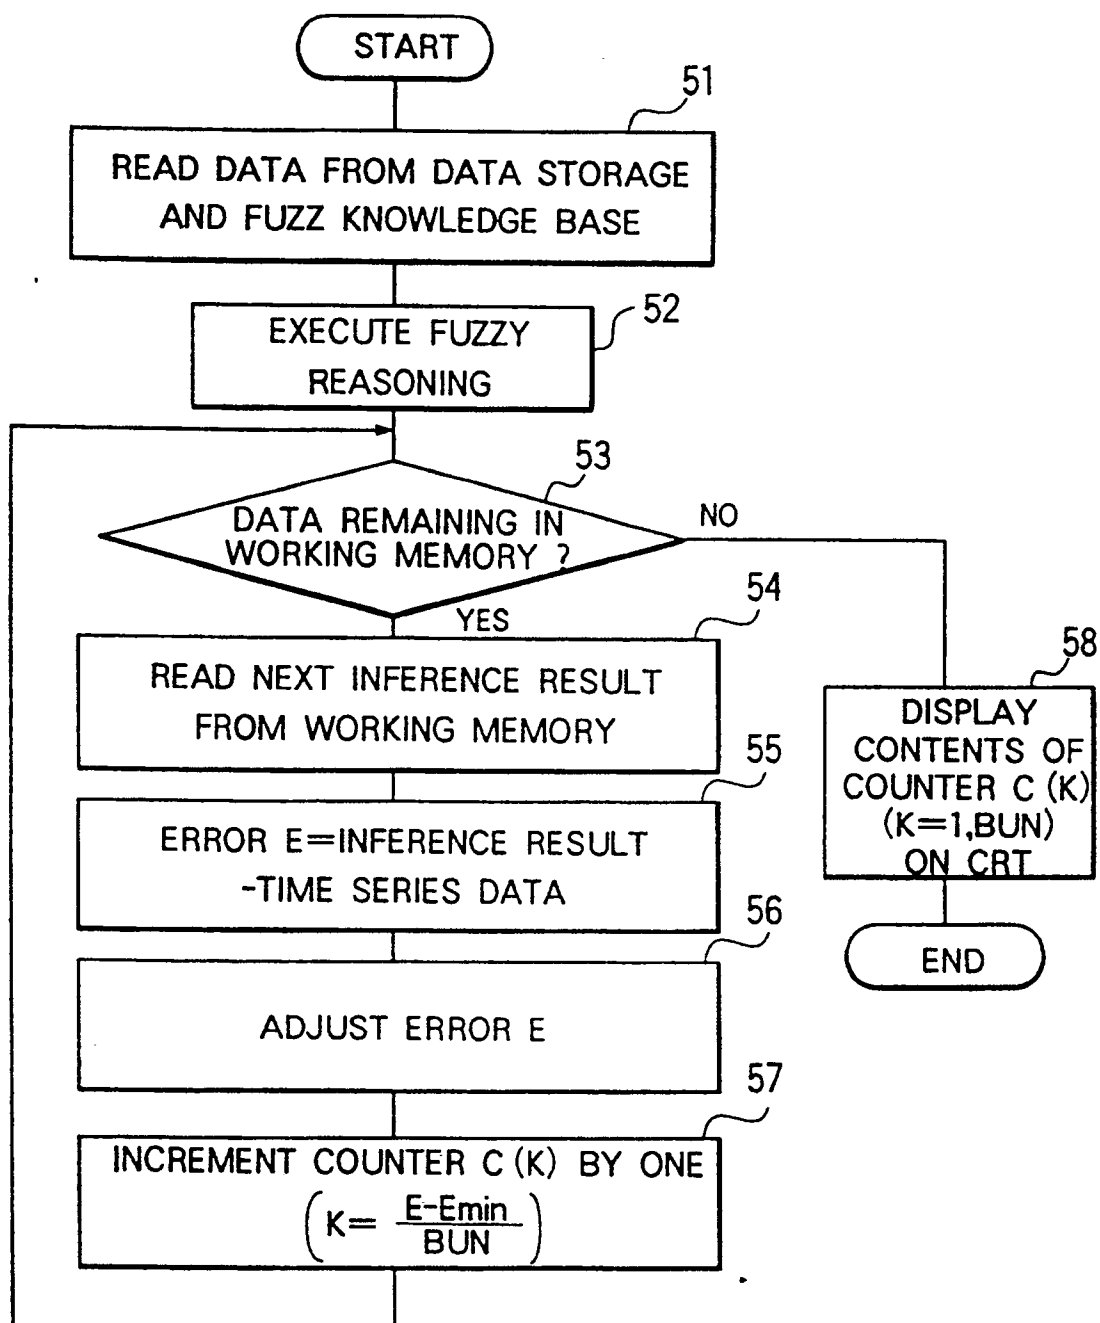 START
51
READ DATA FROM DATA STORAGE
AND FUZZ KNOWLEDGE BASE
52
EXECUTE FUZZY
REASONING
53
DATA REMAINING IN
WORKING MEMORY ?
NO
YES
54
READ NEXT INFERENCE RESULT
FROM WORKING MEMORY
55
ERROR E=INFERENCE RESULT
-TIME SERIES DATA
56
ADJUST ERROR E
57
INCREMENT COUNTER C (K) BY ONE
(K= E-Emin
BUN)
58
DISPLAY
CONTENTS OF
COUNTER C (K)
(K=1,BUN)
ON CRT
END